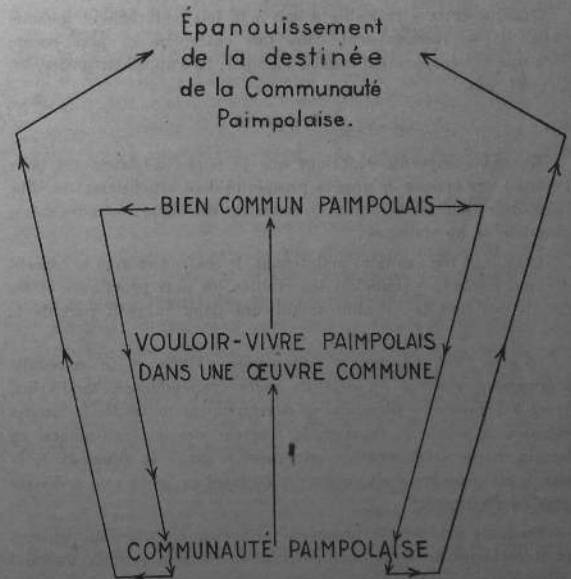 Épanouissement
de la destinée
de la Communauté
Paimpolaise.
BIEN COMMUN PAIMPOLAIS
VOULOIR-VIVRE PAIMPOLAIS
DANS UNE ŒUVRE COMMUNE
COMMUNAUTÉ PAIMPOLAISE